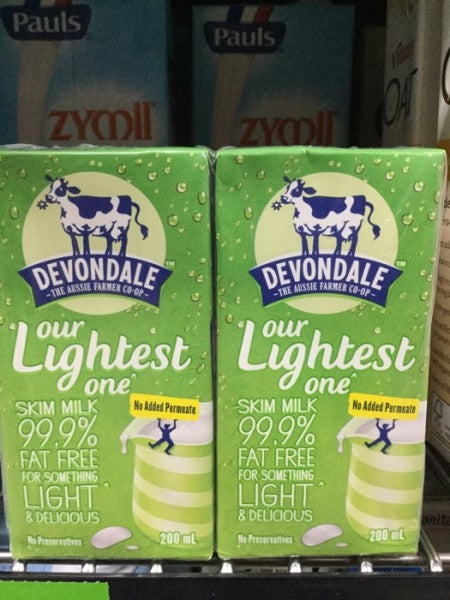 Pauls
Pauls
zymil
zymil
OAT
DEVONDALE
- THE AUSSIE FARMER CO-OP -
our
Lightest
one^
No Added Permeate
SKIM MILK
99.9%
FAT FREE
FOR SOMETHING
LIGHT^
& DELICIOUS
No Preservatives
200 mL
DEVONDALE™
- THE AUSSIE FARMER CO-OP -
our
Lightest
one^
No Added Permeate
SKIM MILK
99.9%
FAT FREE
FOR SOMETHING
LIGHT^
& DELICIOUS
No Preservatives
200 mL